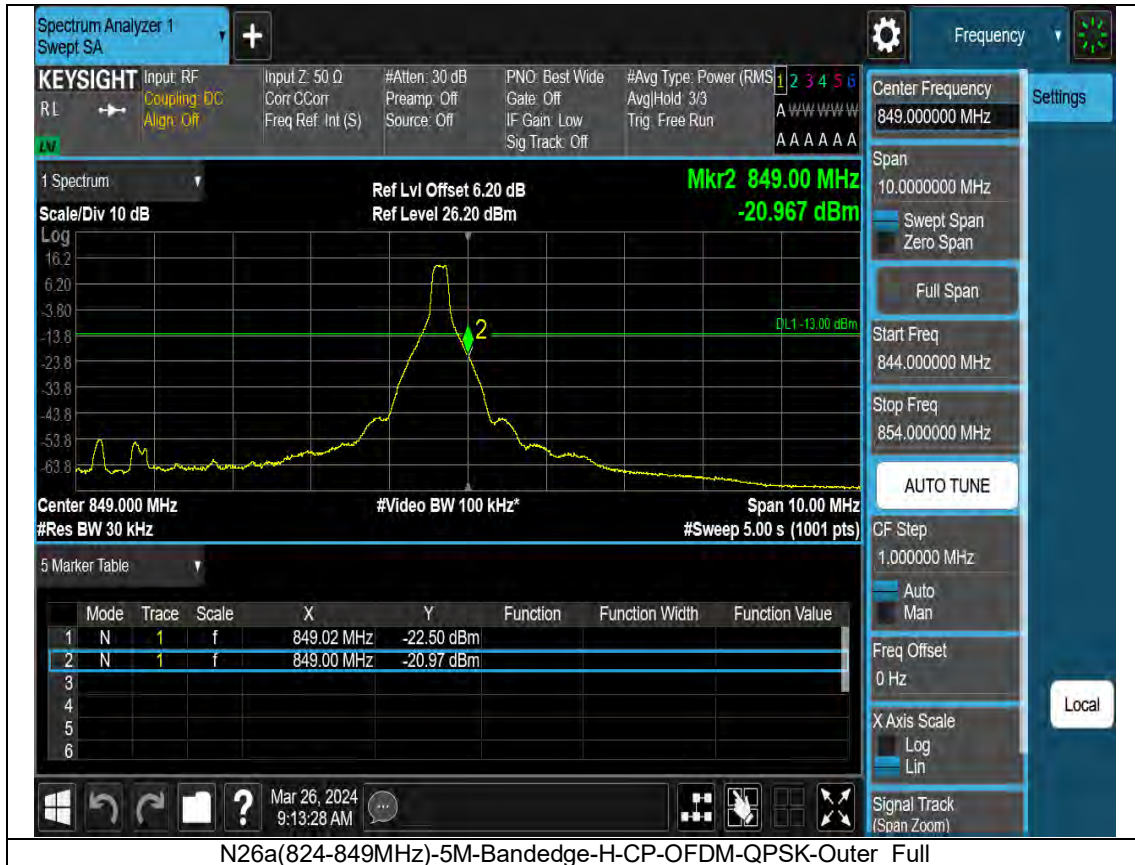 Spectrum Analyzer 1
Swept SA
+
Frequency
KEYSIGHT
RL
LXI
Input: RF
Coupling: DC
Align: Off
Input Z: 50 Ω
Corr CCorr
Freq Ref: Int (S)
#Atten: 30 dB
Preamp: Off
Source: Off
PNO: Best Wide
Gate: Off
IF Gain: Low
Sig Track: Off
#Avg Type: Power (RMS
Avg|Hold: 3/3
Trig: Free Run
1 2 3 4 5 6
A W W W W W
A A A A A A
1 Spectrum
Scale/Div 10 dB
Ref Lvl Offset 6.20 dB
Ref Level 26.20 dBm
Mkr2 849.00 MHz
-20.967 dBm
Log
16.2
6.20
-3.80
-13.8
-23.8
-33.8
-43.8
-53.8
-63.8
2
DL1 -13.00 dBm
Center 849.000 MHz
#Res BW 30 kHz
#Video BW 100 kHz*
Span 10.00 MHz
#Sweep 5.00 s (1001 pts)
5 Marker Table
Mode Trace Scale X Y Function Function Width Function Value
1 N 1 f 849.02 MHz -22.50 dBm
2 N 1 f 849.00 MHz -20.97 dBm
3
4
5
6
?
Mar 26, 2024
9:13:28 AM
Center Frequency
849.000000 MHz
Settings
Span
10.0000000 MHz
Swept Span
Zero Span
Full Span
Start Freq
844.000000 MHz
Stop Freq
854.000000 MHz
AUTO TUNE
CF Step
1.000000 MHz
Auto
Man
Freq Offset
0 Hz
X Axis Scale
Log
Lin
Signal Track
(Span Zoom)
Local
N26a(824-849MHz)-5M-Bandedge-H-CP-OFDM-QPSK-Outer_Full